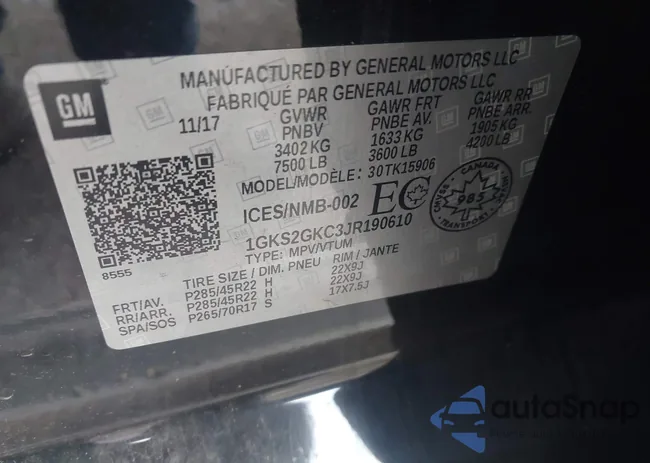 GM
MANUFACTURED BY GENERAL MOTORS LLC
FABRIQUÉ PAR GENERAL MOTORS LLC
11/17
GVWR
PNBV
3402 KG
7500 LB
GAWR FRT
PNBE AV.
1633 KG
3600 LB
GAWR RR
PNBE ARR.
1905 KG
4200 LB
MODEL/MODÈLE: 30TK15906
ICES/NMB-002
EC
CANADA
985
1GKS2GKC3JR190610
TYPE: MPV/VTUM
8555
TIRE SIZE / DIM. PNEU RIM / JANTE
FRT/AV. P285/45R22 H 22X9J
RR/ARR. P285/45R22 H 22X9J
SPA/SOS P265/70R17 S 17X7.5J
autoSnap